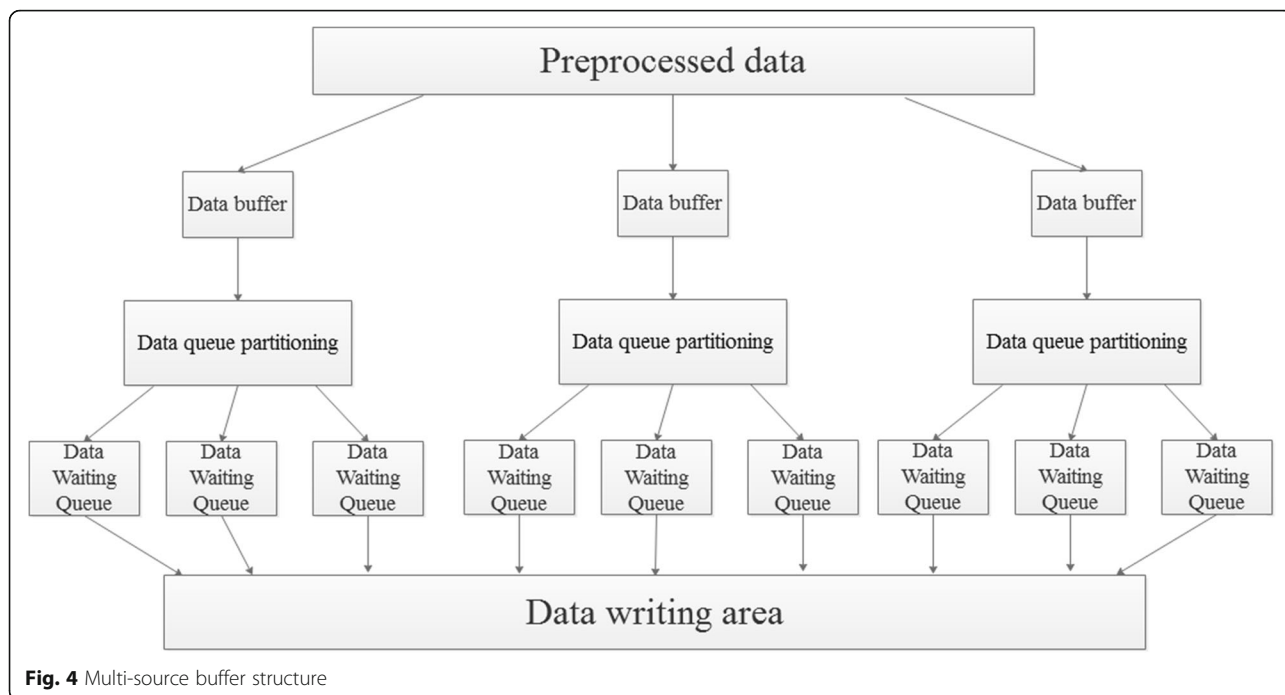 Preprocessed data
Data buffer
Data buffer
Data buffer
Data queue partitioning
Data queue partitioning
Data queue partitioning
Data
Waiting
Queue
Data
Waiting
Queue
Data
Waiting
Queue
Data
Waiting
Queue
Data
Waiting
Queue
Data
Waiting
Queue
Data
Waiting
Queue
Data
Waiting
Queue
Data
Waiting
Queue
Data writing area
Fig. 4 Multi-source buffer structure